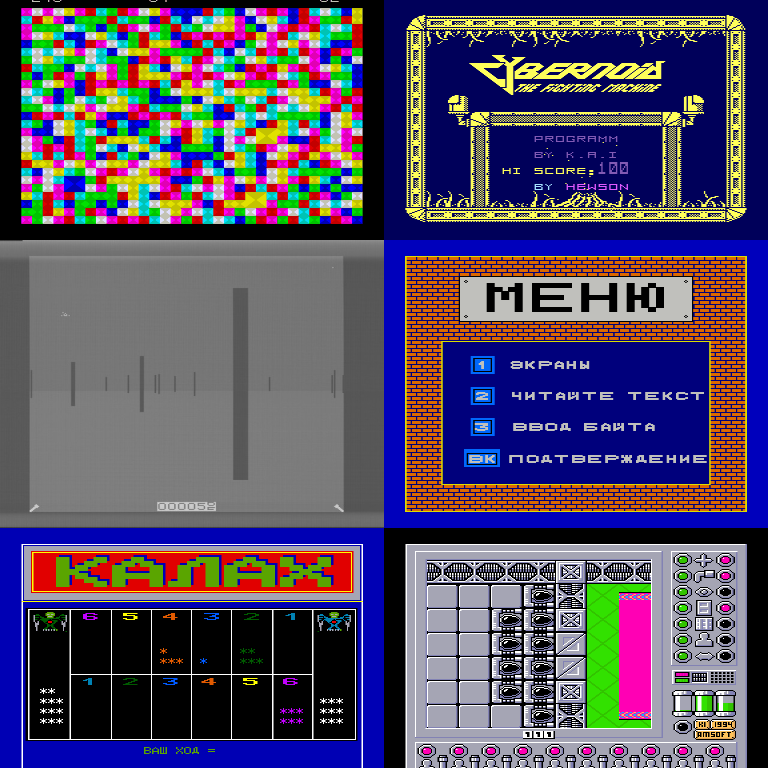 CYBERNOID
THE FIGHTING MACHINE
PROGRAMM
BY K.A.I
HI SCORE;100
BY HEWSON
МЕНЮ
1 ЭКРАНЫ
2 ЧИТАЙТЕ ТЕКСТ
3 ВВОД БАЙТА
ВК ПОДТВЕРЖДЕНИЕ
КАЛАХ
6 5 4 3 2 1
*
*** * ** ***
1 2 3 4 5 6
** ***
*** ***
*** *** ***
*** *** ***
ВАШ ХОД =
111
KI 1994
AMSOFT